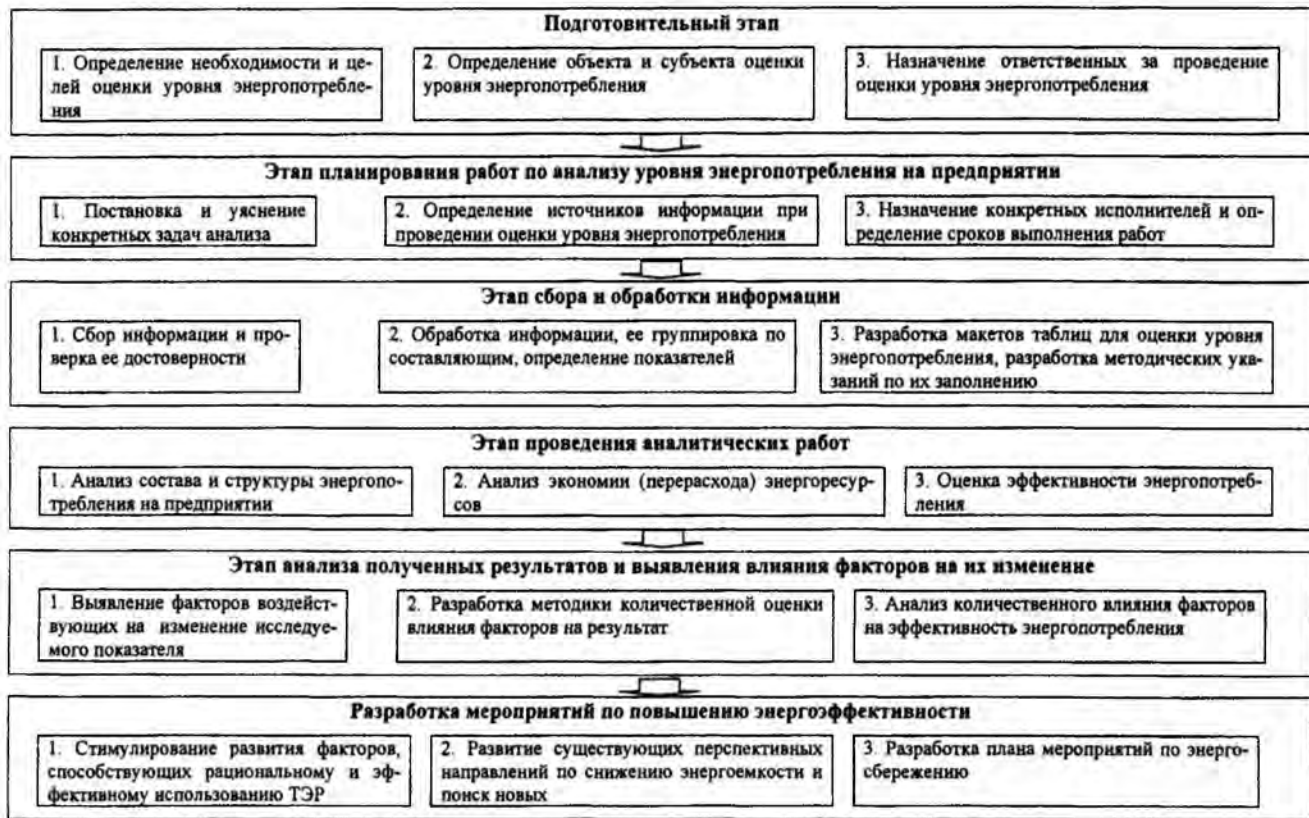 Подготовительный этап
1. Определение необходимости и це-
лей оценки уровня энергопотребле-
ния
2. Определение объекта и субъекта оценки
уровня энергопотребления
3. Назначение ответственных за проведение
оценки уровня энергопотребления
Этап планирования работ по анализу уровня энергопотребления на предприятии
1. Постановка и уяснение
конкретных задач анализа
2. Определение источников информации при
проведении оценки уровня энергопотребления
3. Назначение конкретных исполнителей и оп-
ределение сроков выполнения работ
Этап сбора и обработки информации
1. Сбор информации и про-
верка ее достоверности
2. Обработка информации, ее группировка по
составляющим, определение показателей
3. Разработка макетов таблиц для оценки уровня
энергопотребления, разработка методических ука-
заний по их заполнению
Этап проведения аналитических работ
1. Анализ состава и структуры энергопо-
требления на предприятии
2. Анализ экономии (перерасхода) энергоресур-
сов
3. Оценка эффективности энергопотреб-
ления
Этап анализа полученных результатов и выявления влияния факторов на их изменение
1. Выявление факторов воздейст-
вующих на изменение исследуе-
мого показателя
2. Разработка методики количественной оценки
влияния факторов на результат
3. Анализ количественного влияния факторов
на эффективность энергопотребления
Разработка мероприятий по повышению энергоэффективности
1. Стимулирование развития факторов,
способствующих рациональному и эф-
фективному использованию ТЭР
2. Развитие существующих перспективных
направлений по снижению энергоемкости и
поиск новых
3. Разработка плана мероприятий по энерго-
сбережению